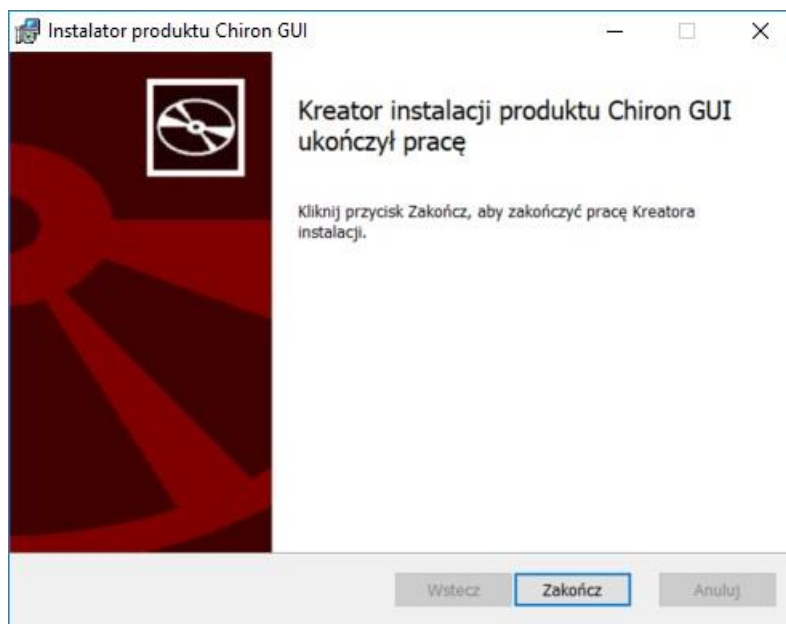 Instalator produktu Chiron GUI
Kreator instalacji produktu Chiron GUI
ukończył pracę
Kliknij przycisk Zakończ, aby zakończyć pracę Kreatora
instalacji.
Wstecz
Zakończ
Anuluj